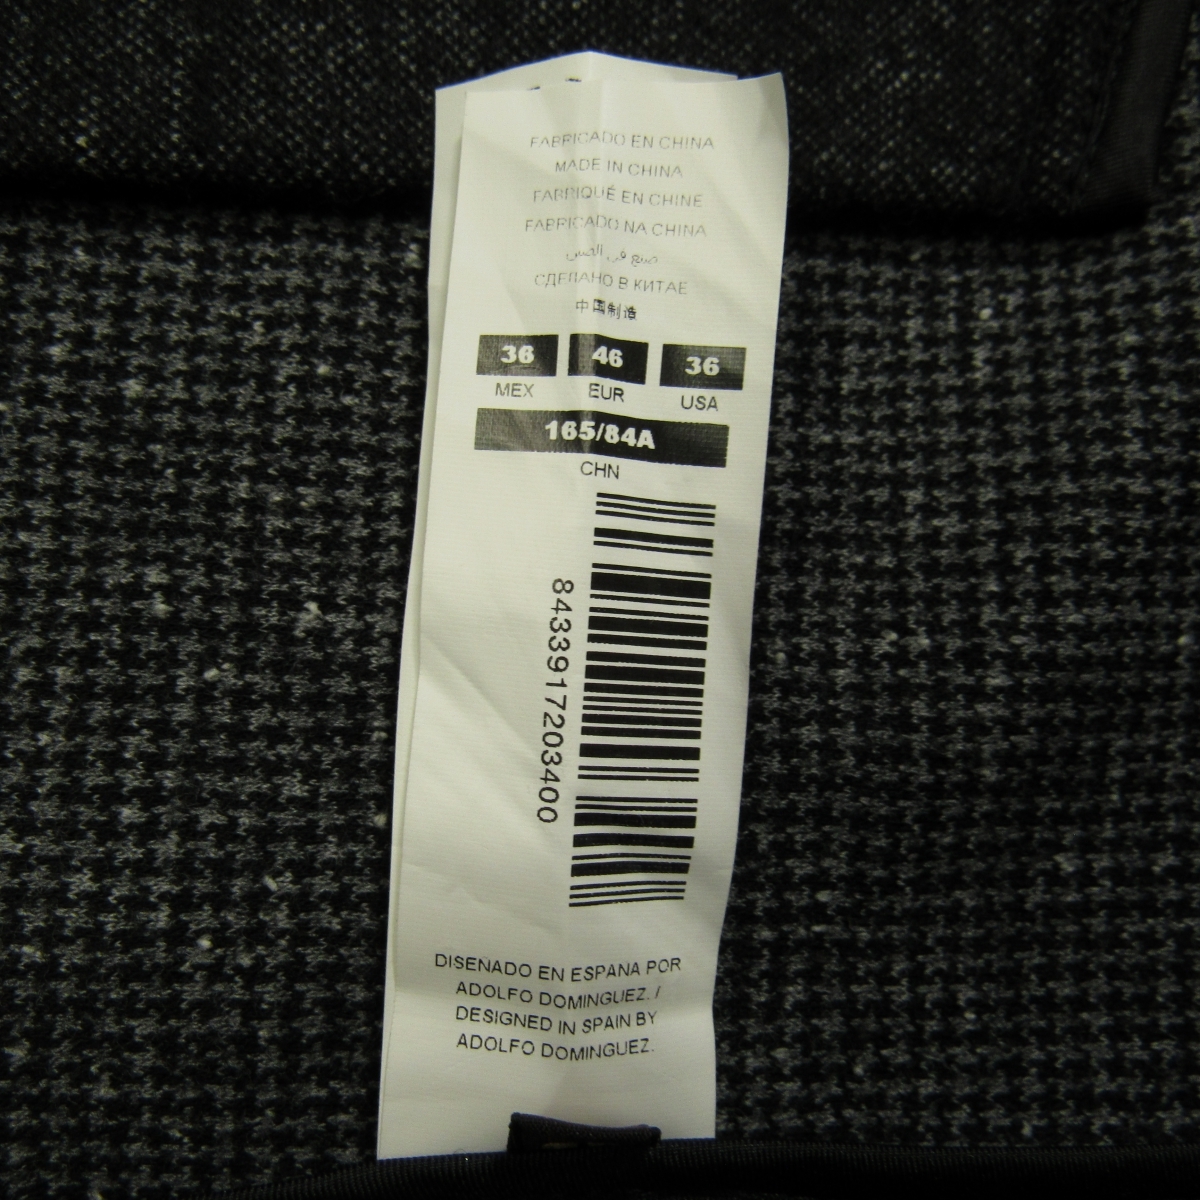 FABRICADO EN CHINA
MADE IN CHINA
FABRIQUÉ EN CHINE
FABRICADO NA CHINA
صنع في الصين
СДЕЛАНО В КИТАЕ
中国制造
36 46 36
MEX EUR USA
165/84A
CHN
8433917203400
DISENADO EN ESPANA POR
ADOLFO DOMINGUEZ. /
DESIGNED IN SPAIN BY
ADOLFO DOMINGUEZ.